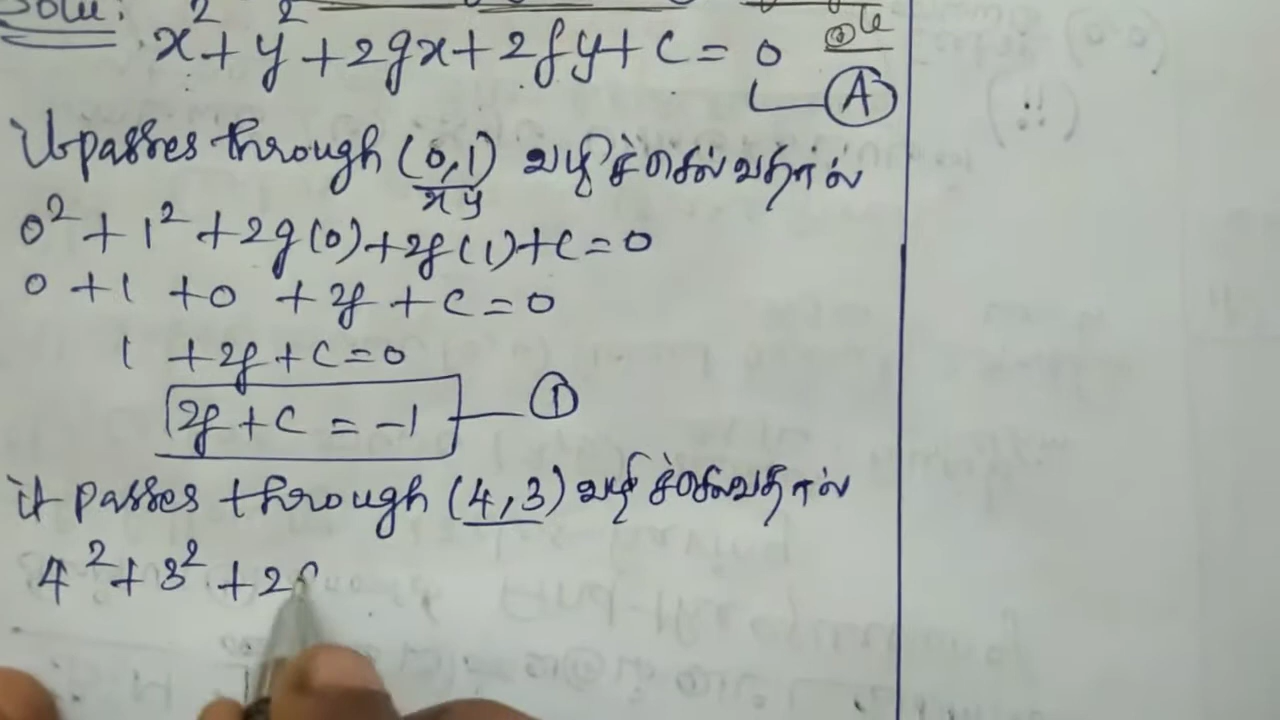 Solu:
x² + y² + 2gx + 2fy + c = 0
A
It passes through (0,1) வழிச்செல்வதால்
x y
0² + 1² + 2g(0) + 2f(1) + c = 0
0 + 1 + 0 + 2f + c = 0
1 + 2f + c = 0
2f + c = -1 — 1
it passes through (4,3) வழிச்செல்வதால்
4² + 3² + 2